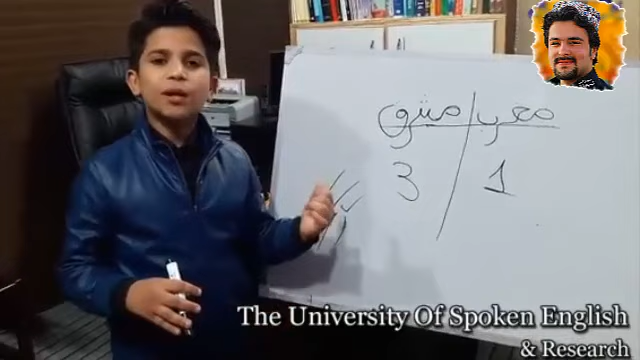 مغرب / مشرق
3 / 1
The University Of Spoken English
& Research